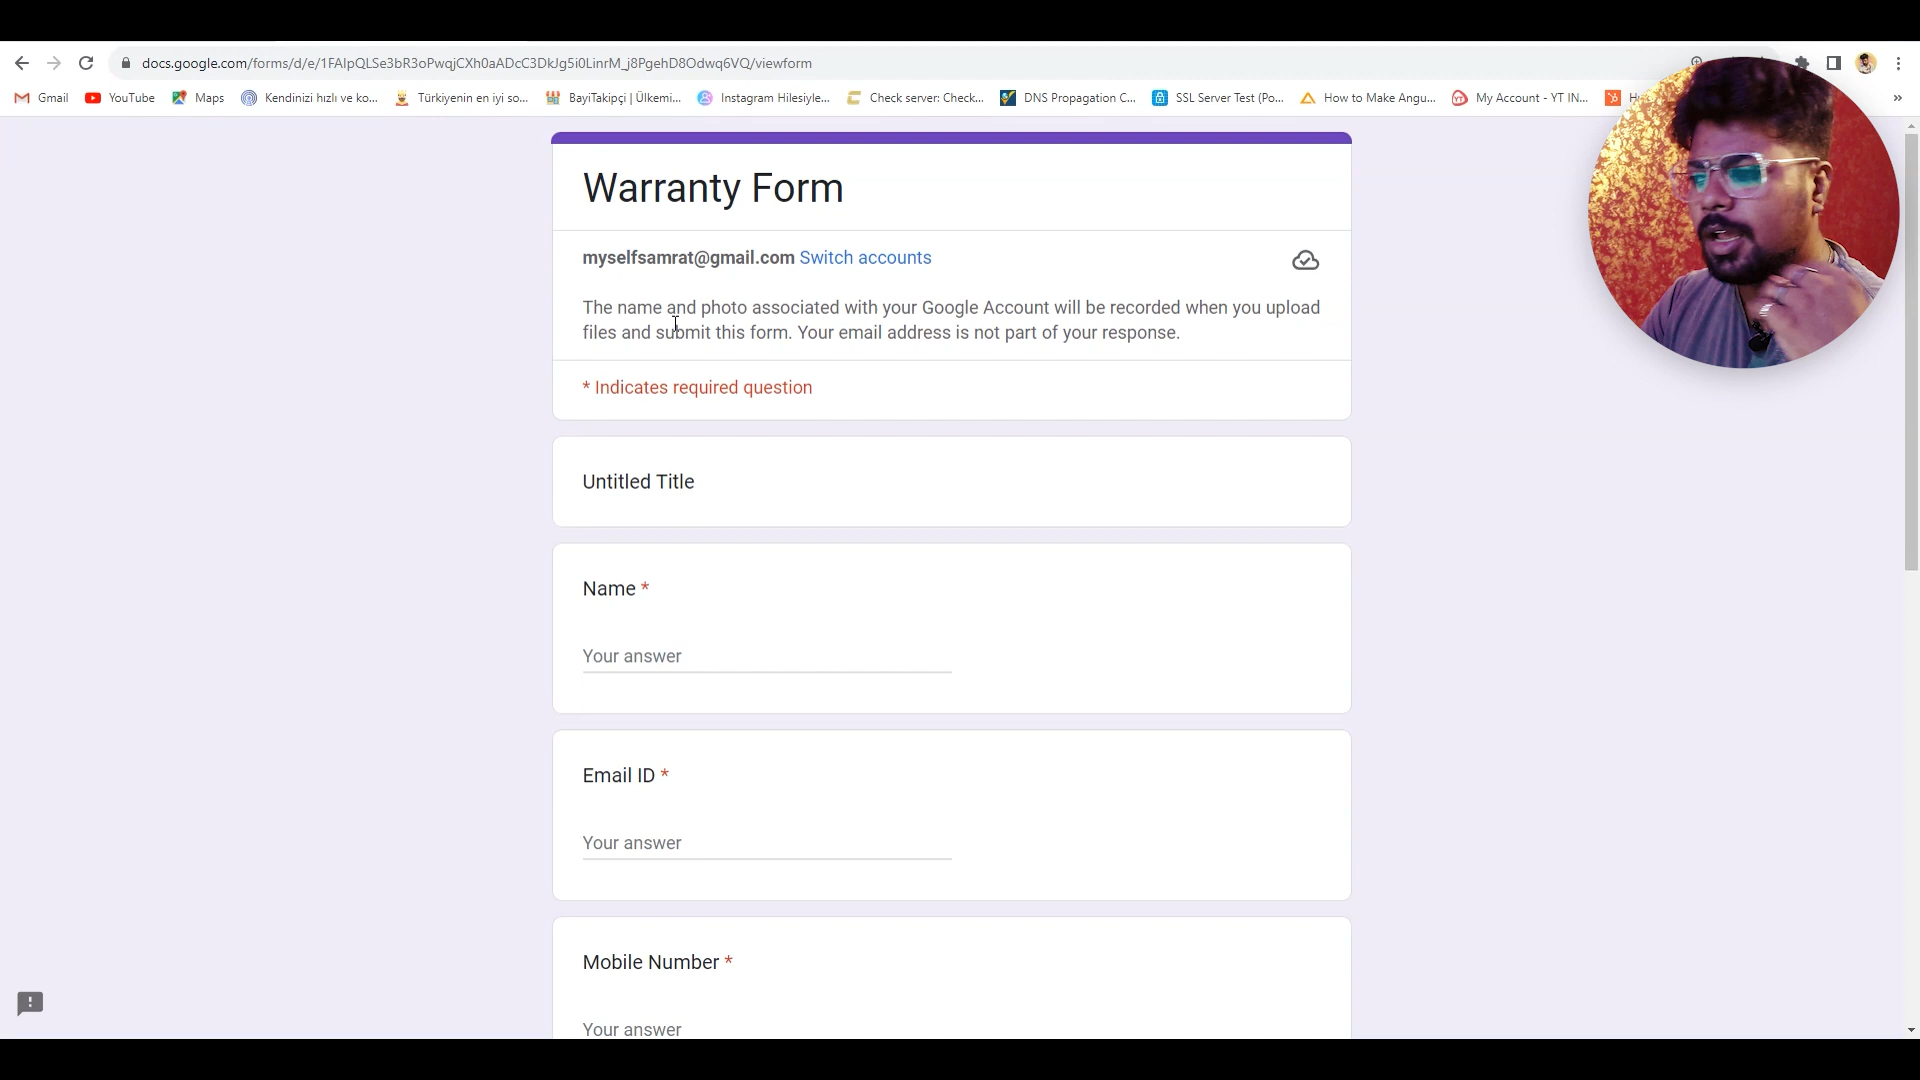 docs.google.com/forms/d/e/1FAIpQLSe3bR3oPwqjCXh0aADcC3DkJg5i0LinrM_j8PgehD8Odwq6VQ/viewform
Gmail YouTube Maps Kendinizi hızlı ve ko... Türkiyenin en iyi so... BayiTakipçi | Ülkemi... Instagram Hilesiyle... Check server: Check... DNS Propagation C... SSL Server Test (Po... How to Make Angu... My Account - YT IN... »
Warranty Form
myselfsamrat@gmail.com Switch accounts
The name and photo associated with your Google Account will be recorded when you upload
files and submit this form. Your email address is not part of your response.
* Indicates required question
Untitled Title
Name *
Your answer
Email ID *
Your answer
Mobile Number *
Your answer